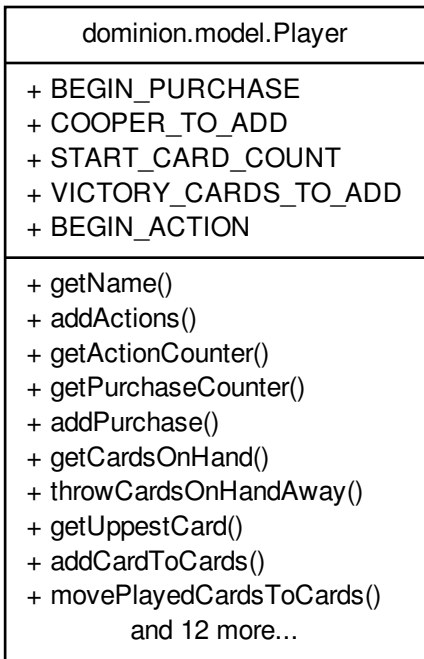 dominion.model.Player
+ BEGIN_PURCHASE
+ COOPER_TO_ADD
+ START_CARD_COUNT
+ VICTORY_CARDS_TO_ADD
+ BEGIN_ACTION
+ getName()
+ addActions()
+ getActionCounter()
+ getPurchaseCounter()
+ addPurchase()
+ getCardsOnHand()
+ throwCardsOnHandAway()
+ getUppestCard()
+ addCardToCards()
+ movePlayedCardsToCards()
and 12 more...